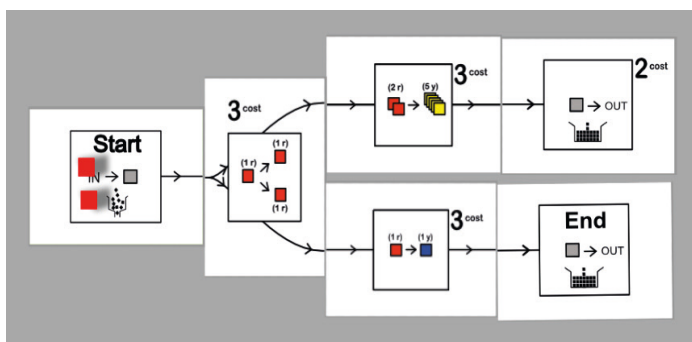 Start
IN
3 cost
(1 r)
(1 r)
(1 r)
3 cost
(2 r)
(5 y)
2 cost
OUT
3 cost
(1 r)
(1 y)
End
OUT